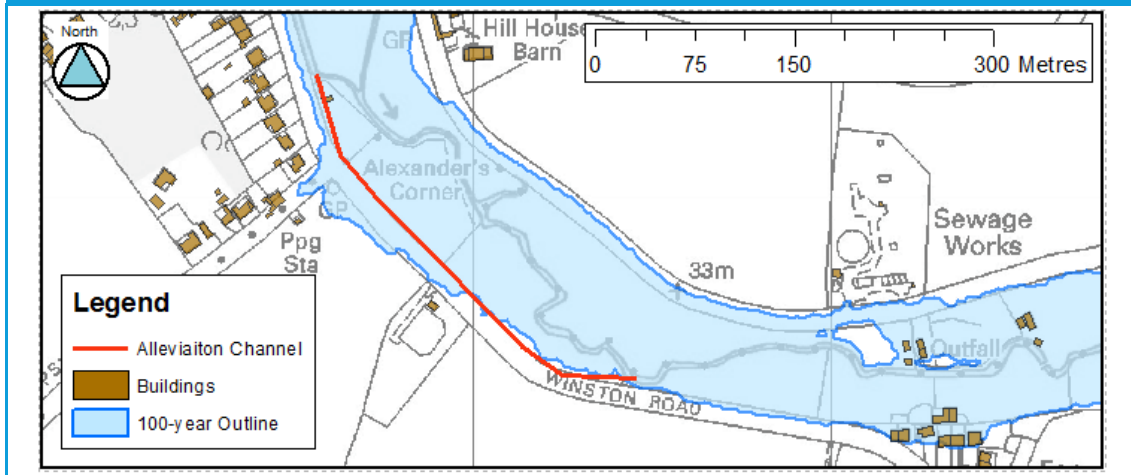 North
GP
Hill House
Barn
0 75 150 300 Metres
Alexander's
Corner
GP
Ppg
Sta
Sewage
Works
33m
Outfall
WINSTON ROAD
Legend
Alleviaiton Channel
Buildings
100-year Outline